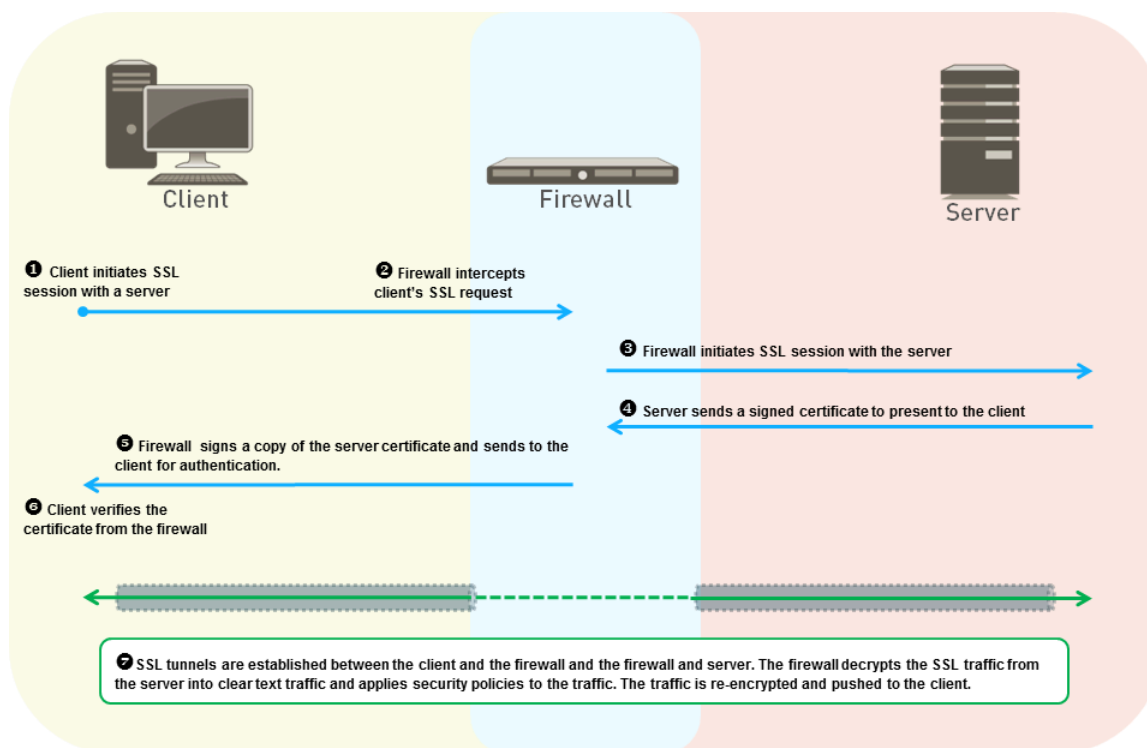 Client
Firewall
Server
❶ Client initiates SSL
session with a server
❷ Firewall intercepts
client's SSL request
❸ Firewall initiates SSL session with the server
❹ Server sends a signed certificate to present to the client
❺ Firewall signs a copy of the server certificate and sends to the
client for authentication.
❻ Client verifies the
certificate from the firewall
❼ SSL tunnels are established between the client and the firewall and the firewall and server. The firewall decrypts the SSL traffic from
the server into clear text traffic and applies security policies to the traffic. The traffic is re-encrypted and pushed to the client.